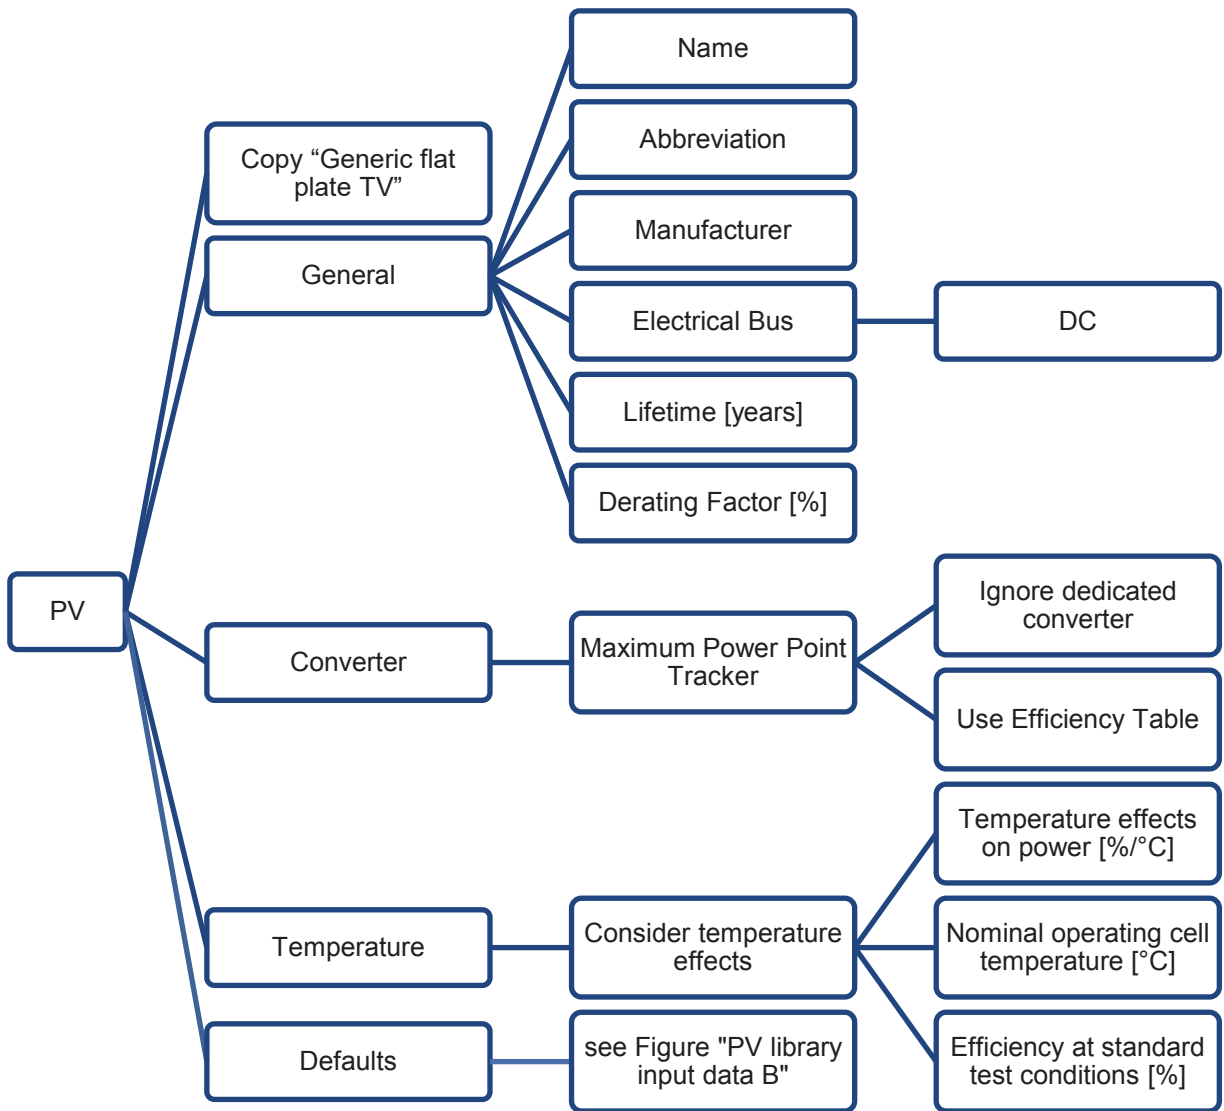 PV
Copy “Generic flat
plate TV”
General
Name
Abbreviation
Manufacturer
Electrical Bus
DC
Lifetime [years]
Derating Factor [%]
Converter
Maximum Power Point
Tracker
Ignore dedicated
converter
Use Efficiency Table
Temperature
Consider temperature
effects
Temperature effects
on power [%/°C]
Nominal operating cell
temperature [°C]
Efficiency at standard
test conditions [%]
Defaults
see Figure "PV library
input data B"